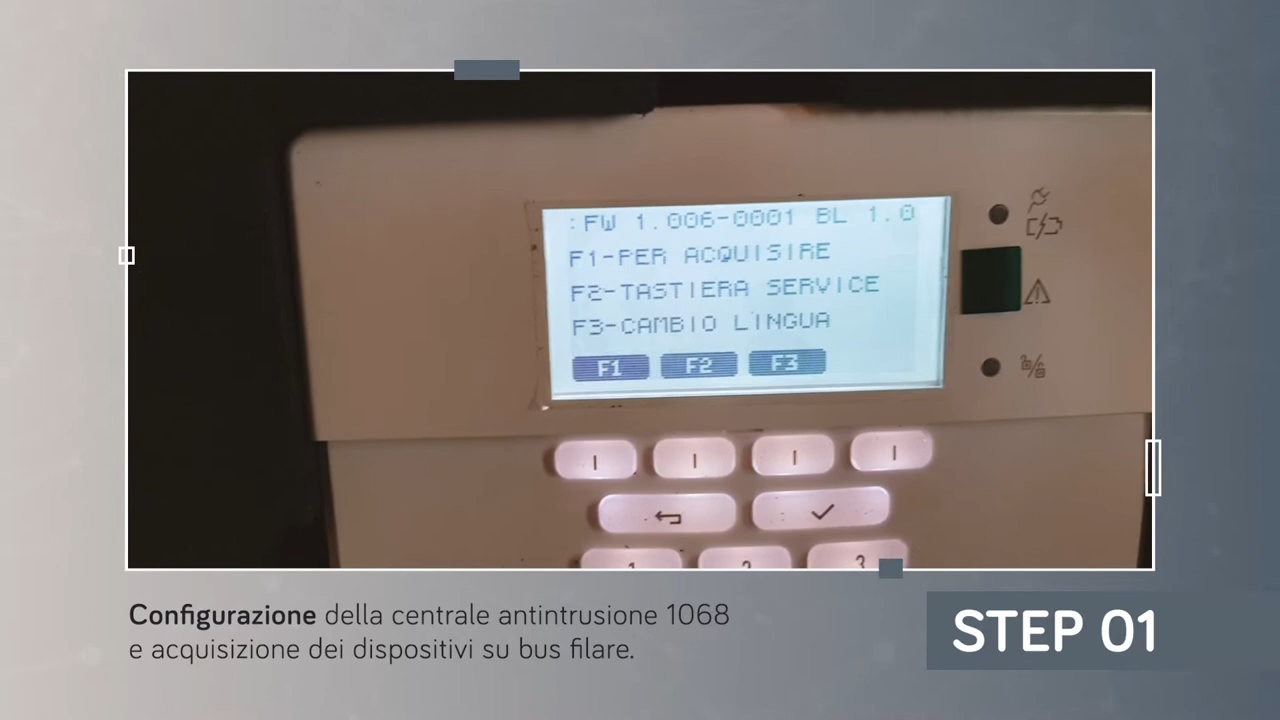 :FW 1.006-0001 BL 1.0
F1-PER ACQUISIRE
F2-TASTIERA SERVICE
F3-CAMBIO LINGUA
F1 F2 F3
1 2 3
Configurazione della centrale antintrusione 1068
e acquisizione dei dispositivi su bus filare.
STEP 01